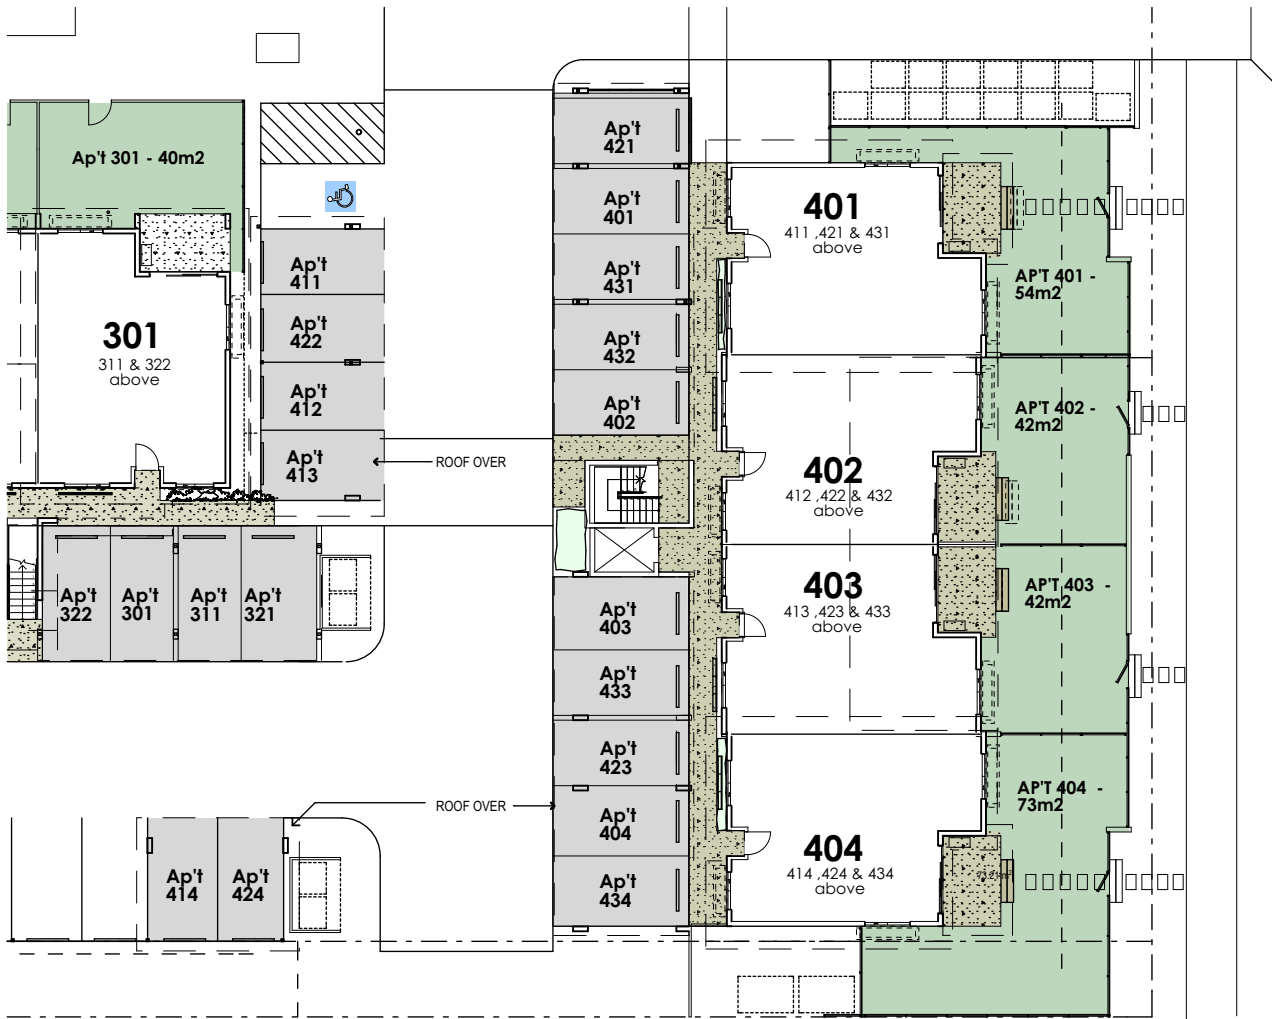 Ap't 301 - 40m2
Ap't
421
Ap't
401
Ap't
431
Ap't
432
Ap't
402
401
411 ,421 & 431
above
AP'T 401 -
54m2
Ap't
411
Ap't
422
Ap't
412
Ap't
413
301
311 & 322
above
ROOF OVER
402
412 ,422 & 432
above
AP'T 402 -
42m2
403
413 ,423 & 433
above
AP'T 403 -
42m2
Ap't
322
Ap't
301
Ap't
311
Ap't
321
Ap't
403
Ap't
433
Ap't
423
Ap't
404
Ap't
434
ROOF OVER
AP'T 404 -
73m2
404
414 ,424 & 434
above
Ap't
414
Ap't
424